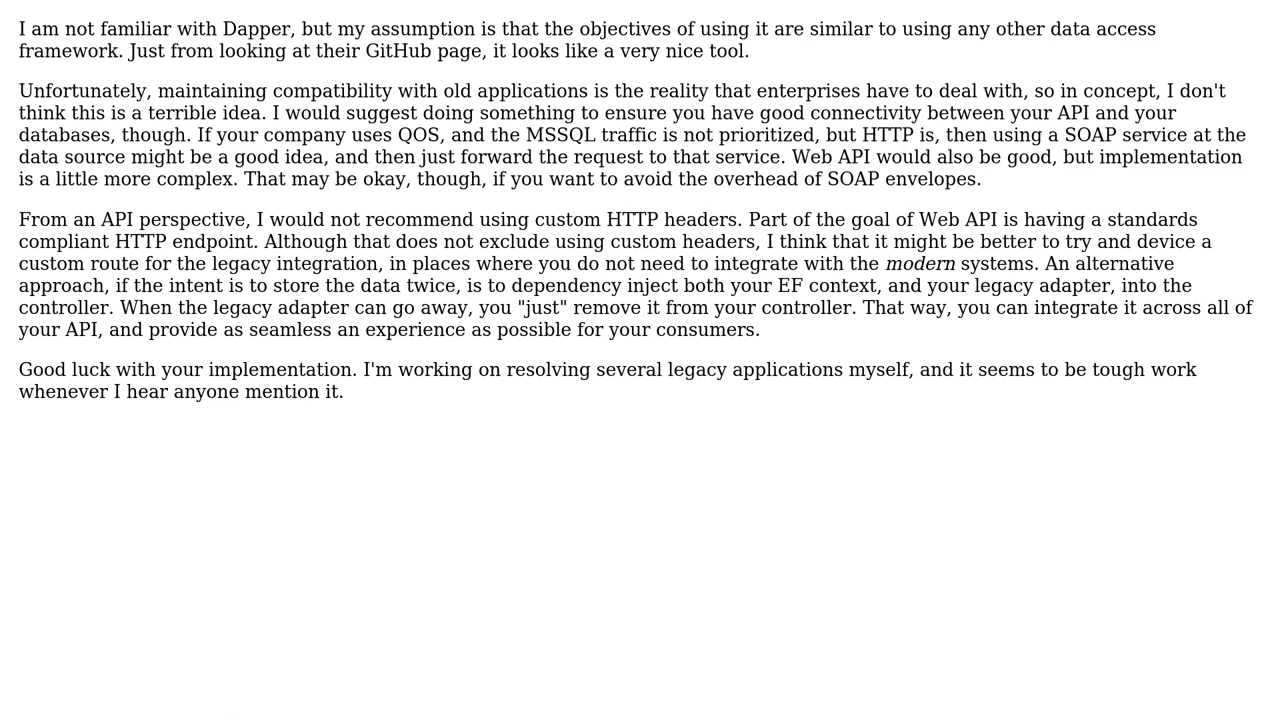 I am not familiar with Dapper, but my assumption is that the objectives of using it are similar to using any other data access
framework. Just from looking at their GitHub page, it looks like a very nice tool.
Unfortunately, maintaining compatibility with old applications is the reality that enterprises have to deal with, so in concept, I don't
think this is a terrible idea. I would suggest doing something to ensure you have good connectivity between your API and your
databases, though. If your company uses QOS, and the MSSQL traffic is not prioritized, but HTTP is, then using a SOAP service at the
data source might be a good idea, and then just forward the request to that service. Web API would also be good, but implementation
is a little more complex. That may be okay, though, if you want to avoid the overhead of SOAP envelopes.
From an API perspective, I would not recommend using custom HTTP headers. Part of the goal of Web API is having a standards
compliant HTTP endpoint. Although that does not exclude using custom headers, I think that it might be better to try and device a
custom route for the legacy integration, in places where you do not need to integrate with the modern systems. An alternative
approach, if the intent is to store the data twice, is to dependency inject both your EF context, and your legacy adapter, into the
controller. When the legacy adapter can go away, you "just" remove it from your controller. That way, you can integrate it across all of
your API, and provide as seamless an experience as possible for your consumers.
Good luck with your implementation. I'm working on resolving several legacy applications myself, and it seems to be tough work
whenever I hear anyone mention it.